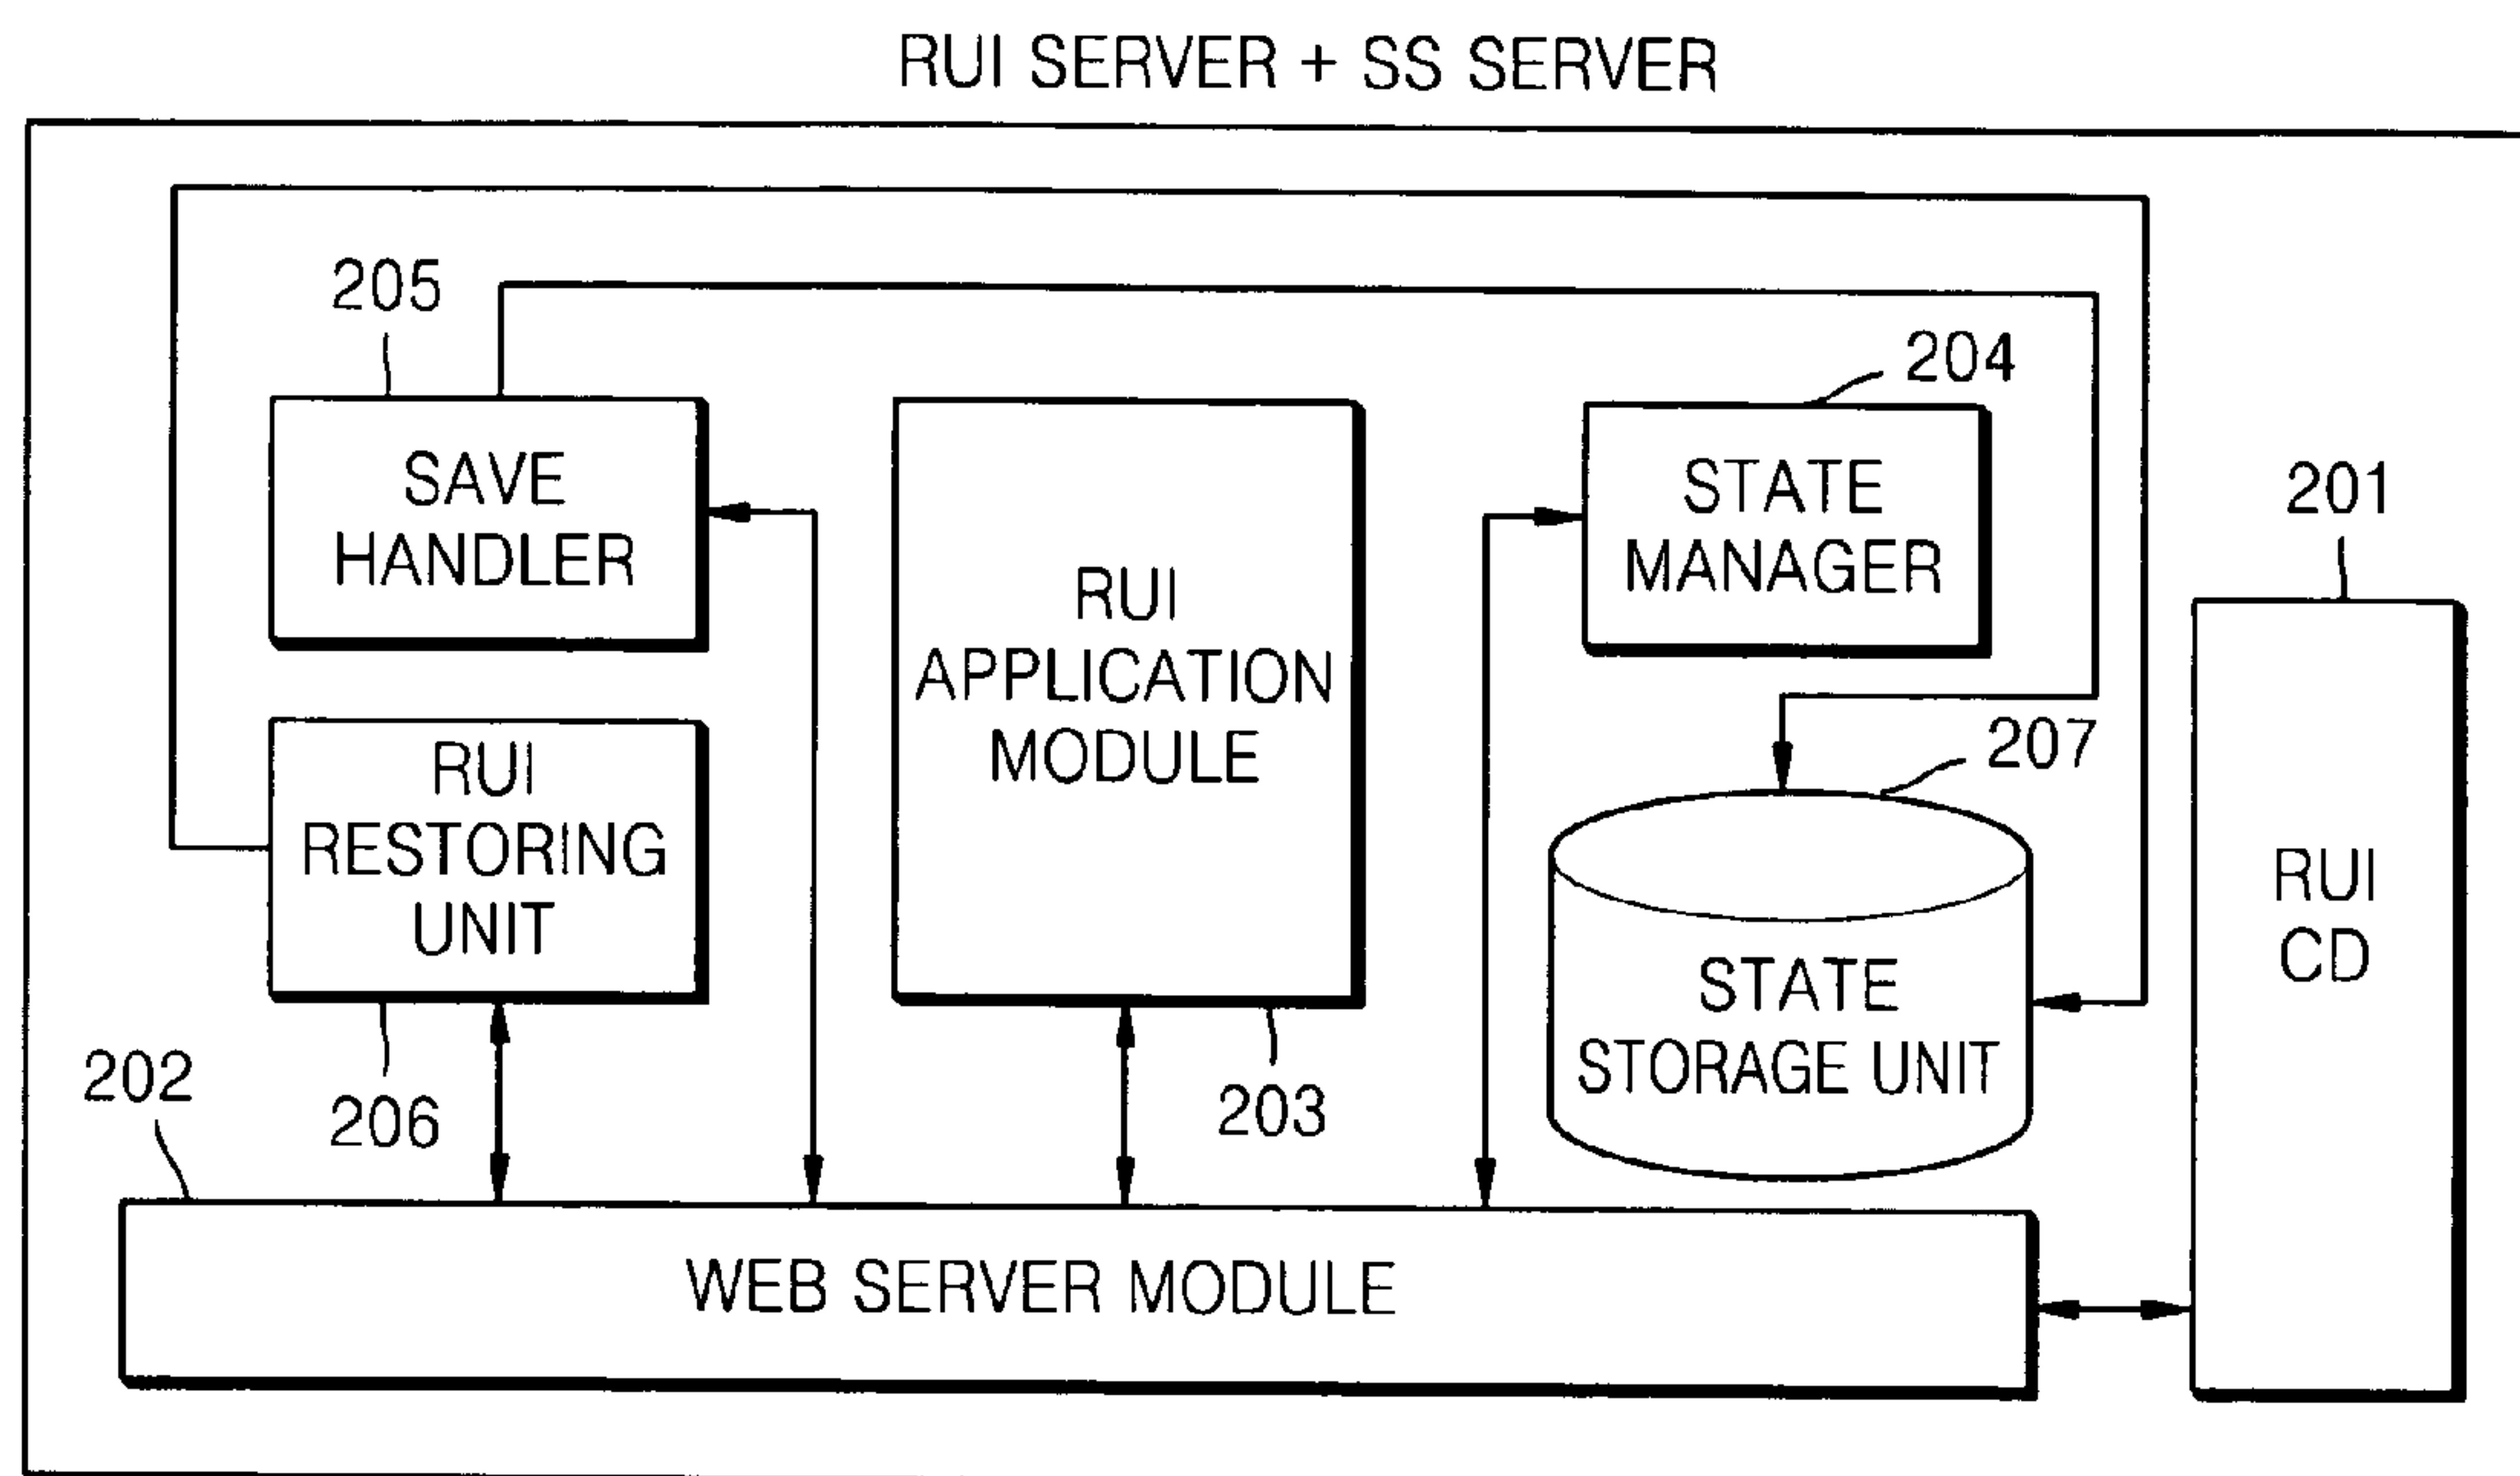 RUI SERVER + SS SERVER
205
204
201
SAVE
HANDLER
RUI
APPLICATION
MODULE
STATE
MANAGER
207
RUI
RESTORING
UNIT
RUI
CD
STATE
STORAGE UNIT
202
206
203
WEB SERVER MODULE